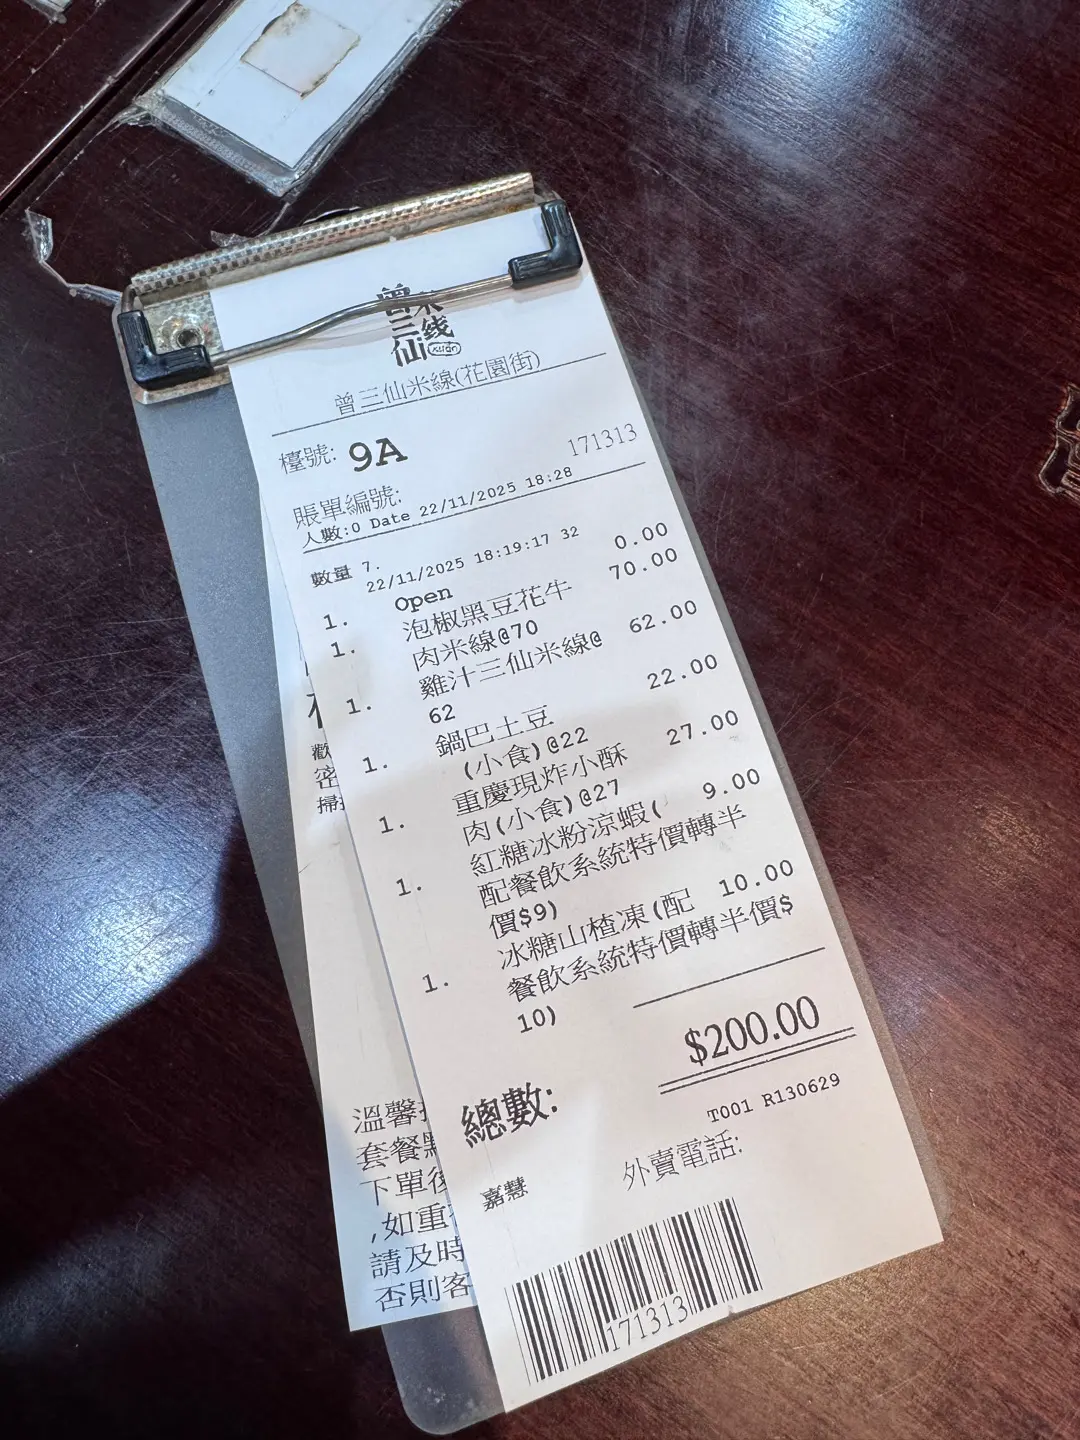 曾三仙
米线
xian
曾三仙米線(花園街)
檯號: 9A
171313
賬單編號:
人數:0 Date 22/11/2025 18:28
數量 7.
22/11/2025 18:19:17 32
1. Open 0.00
1. 泡椒黑豆花牛 70.00
肉米線@70
1. 雞汁三仙米線@ 62.00
62
1. 鍋巴土豆 22.00
(小食)@22
1. 重慶現炸小酥 27.00
肉(小食)@27
1. 紅糖冰粉涼蝦( 9.00
配餐飲系統特價轉半
價$9)
1. 冰糖山楂凍(配 10.00
餐飲系統特價轉半價$
10)
總數: $200.00
T001 R130629
嘉慧
外賣電話:
171313
歡
密
掃
溫馨
套餐
下單後
,如重
請及時
否則客